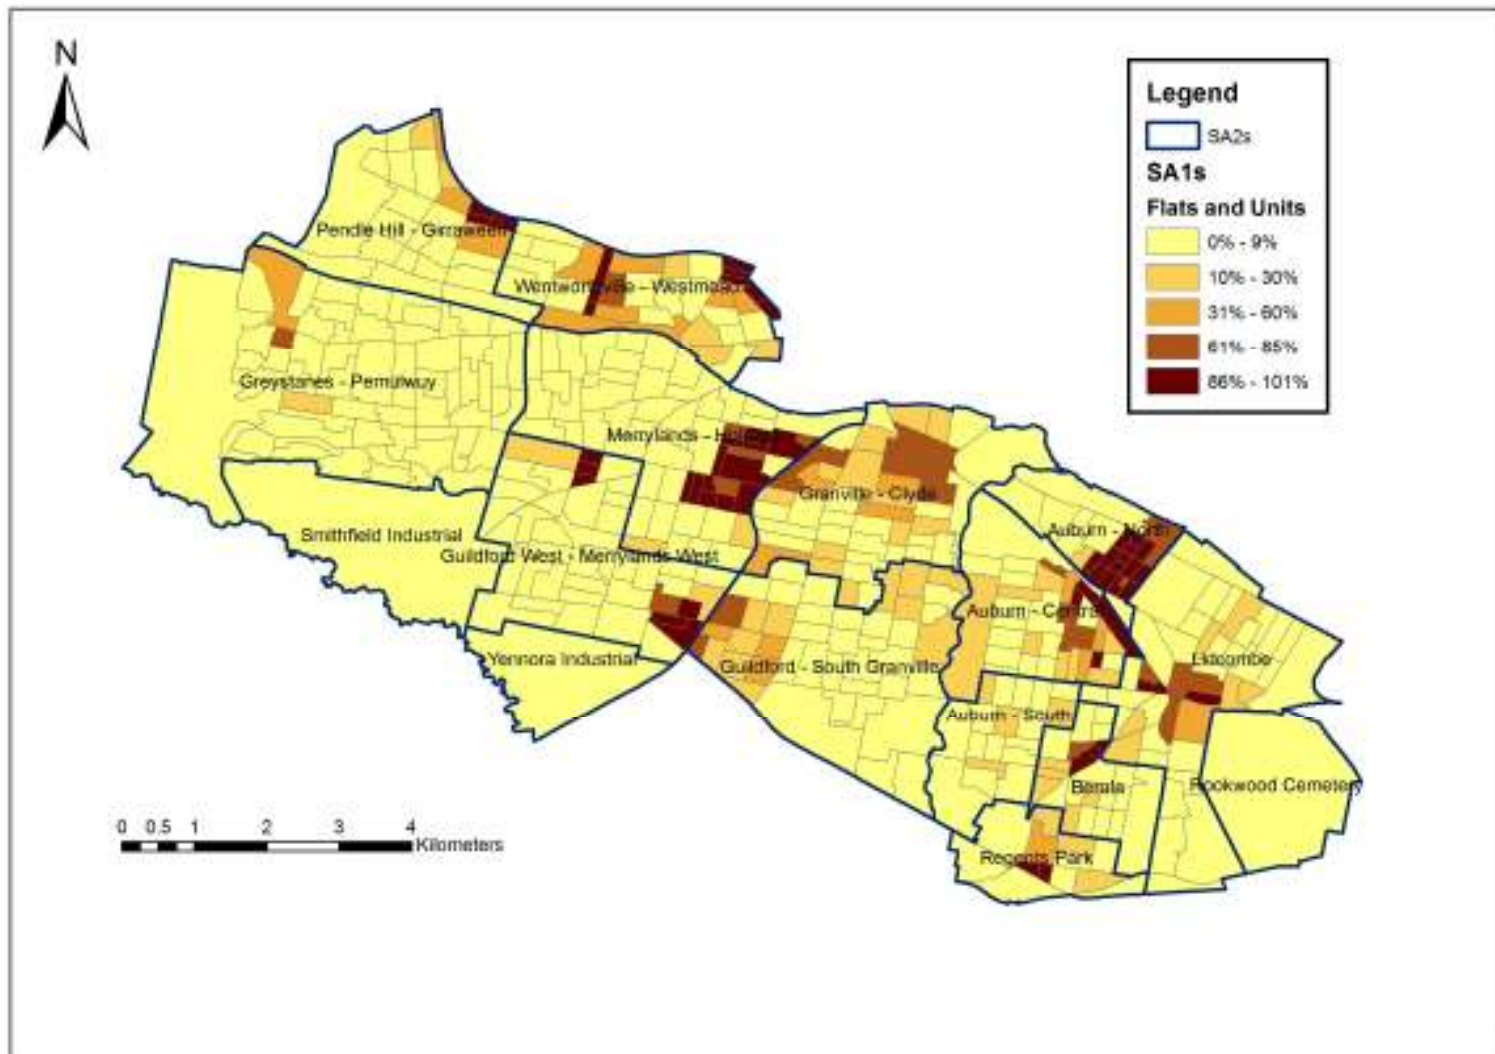 N
Legend
SA2s
SA1s
Flats and Units
0% - 9%
10% - 30%
31% - 60%
61% - 85%
86% - 101%
Pendle Hill - Girraween
Wentworthville - Westmead
Greystanes - Pemulwuy
Merrylands - Holroyd
Granville - Clyde
Smithfield Industrial
Auburn - North
Guildford West - Merrylands West
Auburn - Central
Yennora Industrial
Guildford - South Granville
Lidcombe
Auburn - South
Berala
Rookwood Cemetery
0 0.5 1 2 3 4
Kilometers
Regents Park